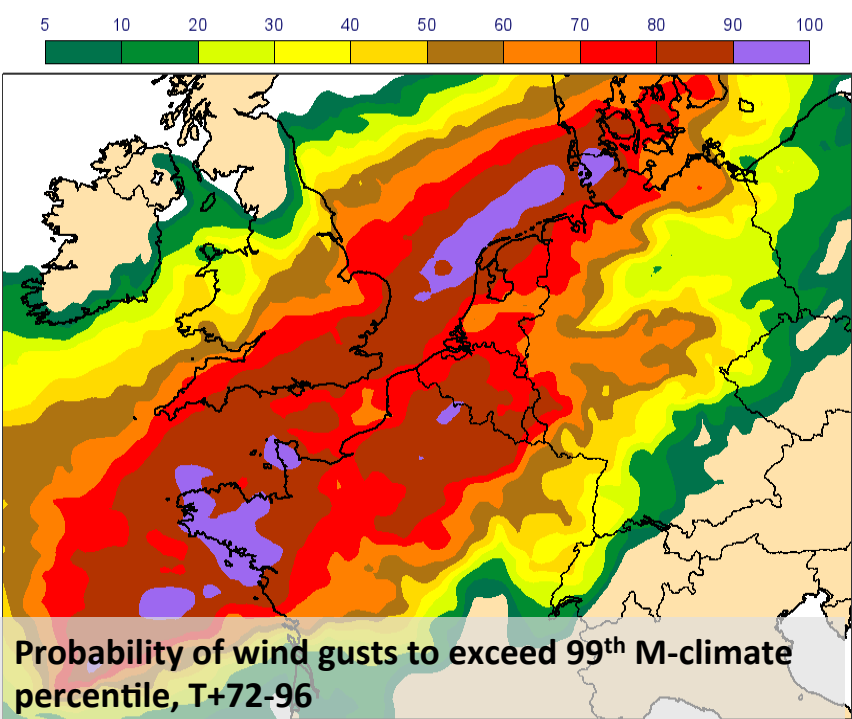 5 10 20 30 40 50 60 70 80 90 100
Probability of wind gusts to exceed 99th M-climate
percentile, T+72-96